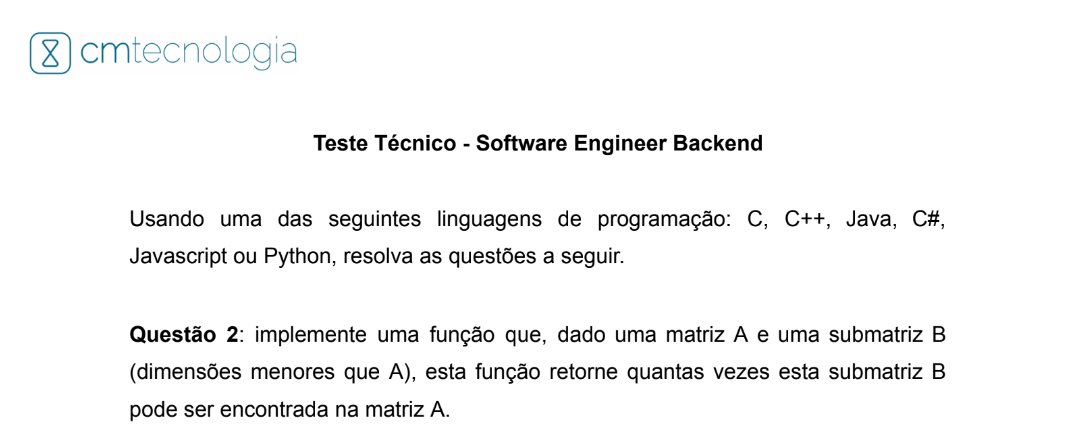 cmtecnologia
Teste Técnico - Software Engineer Backend
Usando uma das seguintes linguagens de programação: C, C++, Java, C#,
Javascript ou Python, resolva as questões a seguir.
Questão 2: implemente uma função que, dado uma matriz A e uma submatriz B
(dimensões menores que A), esta função retorne quantas vezes esta submatriz B
pode ser encontrada na matriz A.